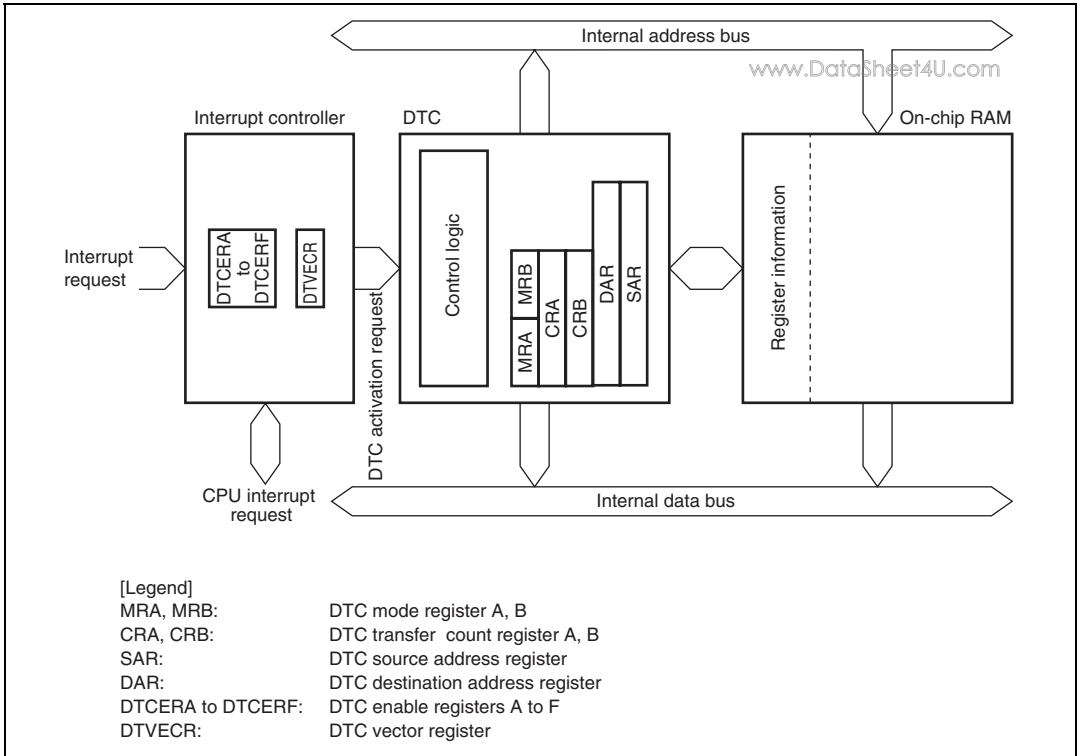 Internal address bus
www.DataSheet4U.com
Interrupt controller
DTC
On-chip RAM
Interrupt
request
DTCERA
to
DTCERF
DTVECR
DTC activation request
Control logic
MRA
MRB
CRA
CRB
DAR
SAR
Register information
CPU interrupt
request
Internal data bus
[Legend]
MRA, MRB: DTC mode register A, B
CRA, CRB: DTC transfer count register A, B
SAR: DTC source address register
DAR: DTC destination address register
DTCERA to DTCERF: DTC enable registers A to F
DTVECR: DTC vector register